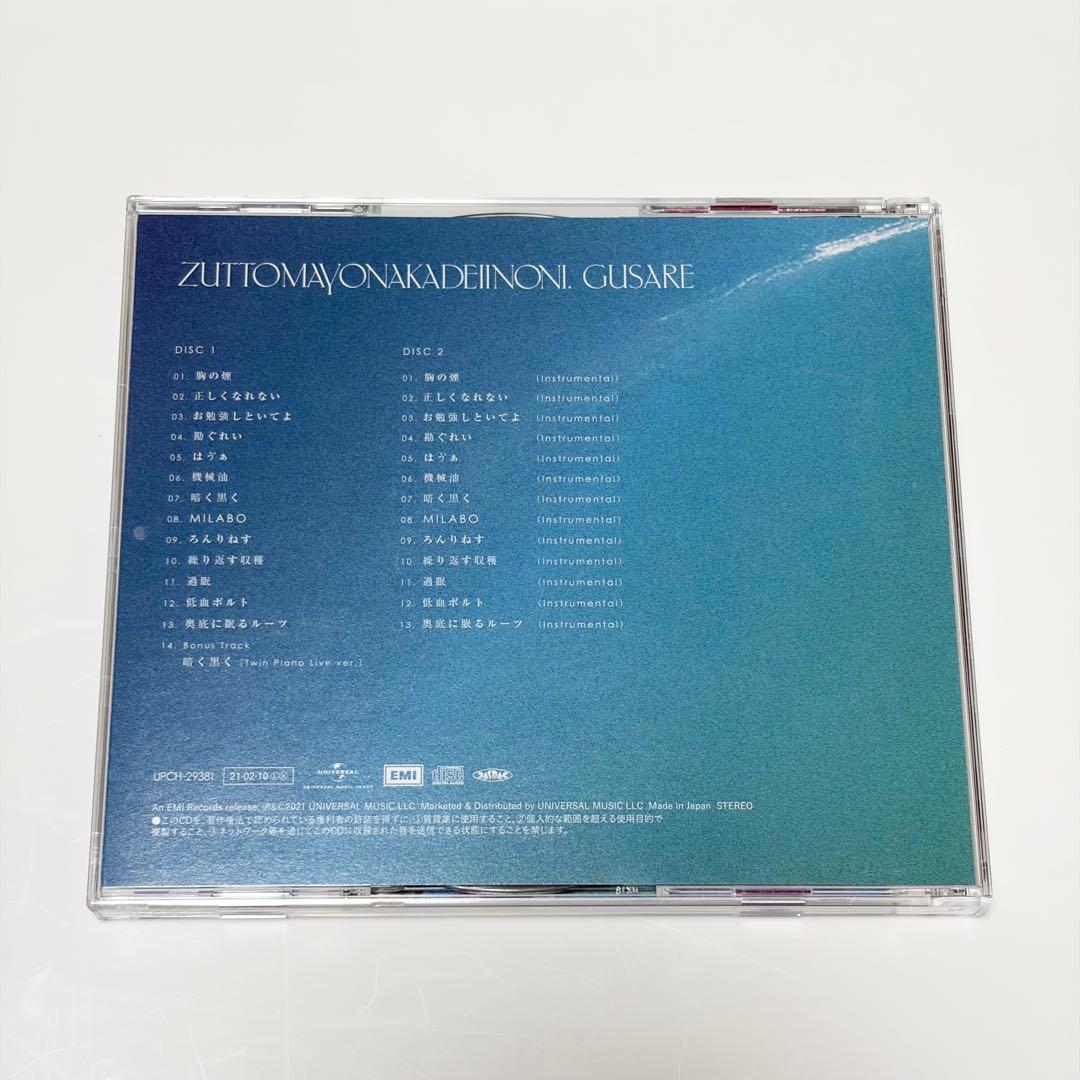 ZUTTOMAYONAKADEIINONI. GUSARE
DISC 1
01. 胸の煙
02. 正しくなれない
03. お勉強しといてよ
04. 勘ぐれい
05. はゔぁ
06. 機械油
07. 暗く黒く
08. MILABO
09. ろんりねす
10. 繰り返す収穫
11. 過眠
12. 低血ボルト
13. 奥底に眠るルーツ
14. Bonus Track
暗く黒く [Twin Piano Live ver.]
DISC 2
01. 胸の煙 (Instrumental)
02. 正しくなれない (Instrumental)
03. お勉強しといてよ (Instrumental)
04. 勘ぐれい (Instrumental)
05. はゔぁ (Instrumental)
06. 機械油 (Instrumental)
07. 暗く黒く (Instrumental)
08. MILABO (Instrumental)
09. ろんりねす (Instrumental)
10. 繰り返す収穫 (Instrumental)
11. 過眠 (Instrumental)
12. 低血ボルト (Instrumental)
13. 奥底に眠るルーツ (Instrumental)
UPCH-29381 21·02·10 Ⓛ Ⓧ UNIVERSAL UNIVERSAL MUSIC GROUP EMI COMPACT disc DIGITAL AUDIO JASRAC
An EMI Records release; ℗&© 2021 UNIVERSAL MUSIC LLC Marketed & Distributed by UNIVERSAL MUSIC LLC Made in Japan STEREO
●このCDを、著作権法で認められている権利者の許諾を得ずに、①賃貸業に使用すること、②個人的な範囲を超える使用目的で
複製すること、③ネットワーク等を通じてこのCDに収録された音を送信できる状態にすることを禁じます。